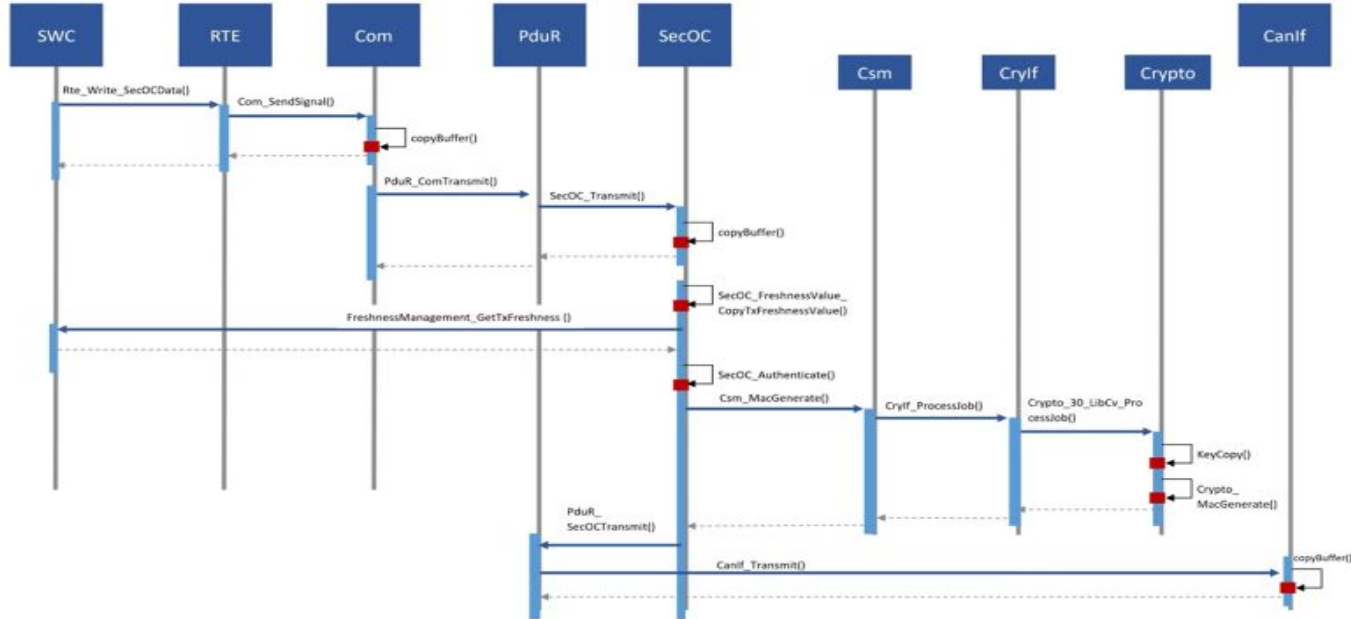 SWC
RTE
Com
PduR
SecOC
Csm
CryIf
Crypto
CanIf
Rte_Write_SecOCData()
Com_SendSignal()
copyBuffer()
PduR_ComTransmit()
SecOC_Transmit()
copyBuffer()
SecOC_FreshnessValue_
CopyTxFreshnessValue()
FreshnessManagement_GetTxFreshness ()
SecOC_Authenticate()
Csm_MacGenerate()
CryIf_ProcessJob()
Crypto_30_LibCv_Pro
cessJob()
KeyCopy()
Crypto_
MacGenerate()
PduR_
SecOCTransmit()
CanIf_Transmit()
copyBuffer()